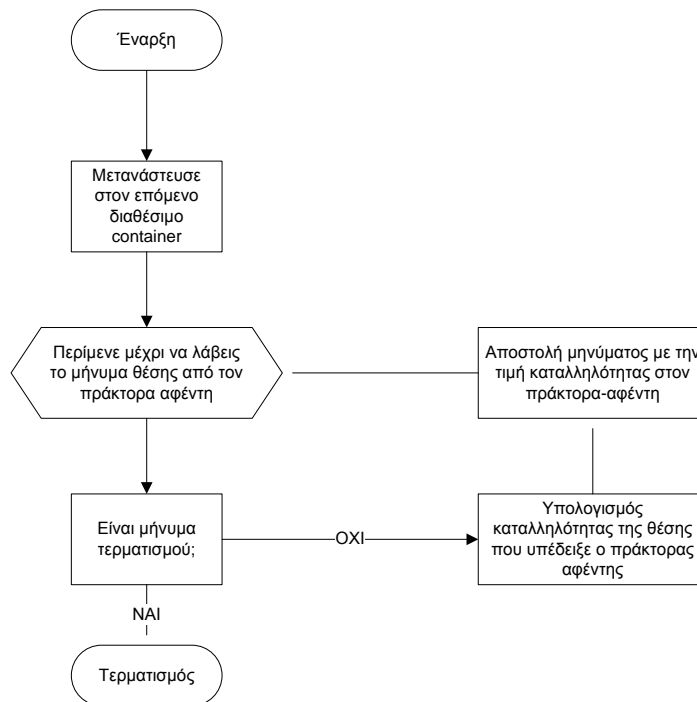 Έναρξη
Μετανάστευσε
στον επόμενο
διαθέσιμο
container
Περίμενε μέχρι να λάβεις
το μήνυμα θέσης από τον
πράκτορα αφέντη
Αποστολή μηνύματος με την
τιμή καταλληλότητας στον
πράκτορα-αφέντη
Είναι μήνυμα
τερματισμού;
ΟΧΙ
Υπολογισμός
καταλληλότητας της θέσης
που υπέδειξε ο πράκτορας
αφέντης
ΝΑΙ
Τερματισμός